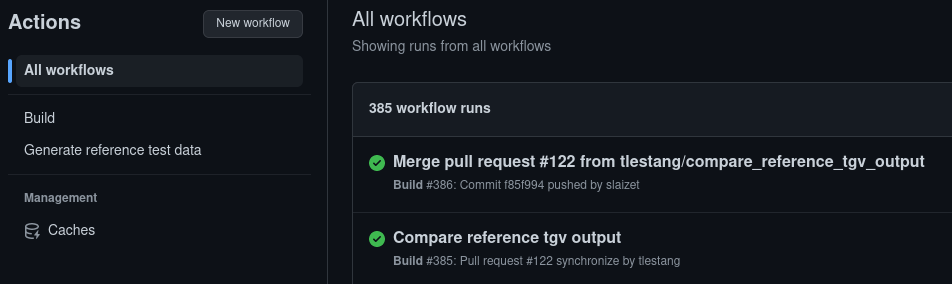 Actions
New workflow
All workflows
Build
Generate reference test data
Management
Caches
All workflows
Showing runs from all workflows
385 workflow runs
Merge pull request #122 from tlestang/compare_reference_tgv_output
Build #386: Commit f85f994 pushed by slaizet
Compare reference tgv output
Build #385: Pull request #122 synchronize by tlestang